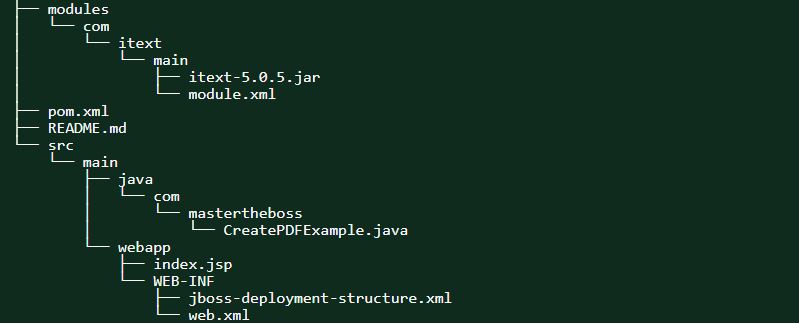 ├── modules
│   └── com
│       └── itext
│           └── main
│               ├── itext-5.0.5.jar
│               └── module.xml
├── pom.xml
├── README.md
└── src
    └── main
        ├── java
        │   └── com
        │       └── mastertheboss
        │           └── CreatePDFExample.java
        └── webapp
            ├── index.jsp
            └── WEB-INF
                ├── jboss-deployment-structure.xml
                └── web.xml